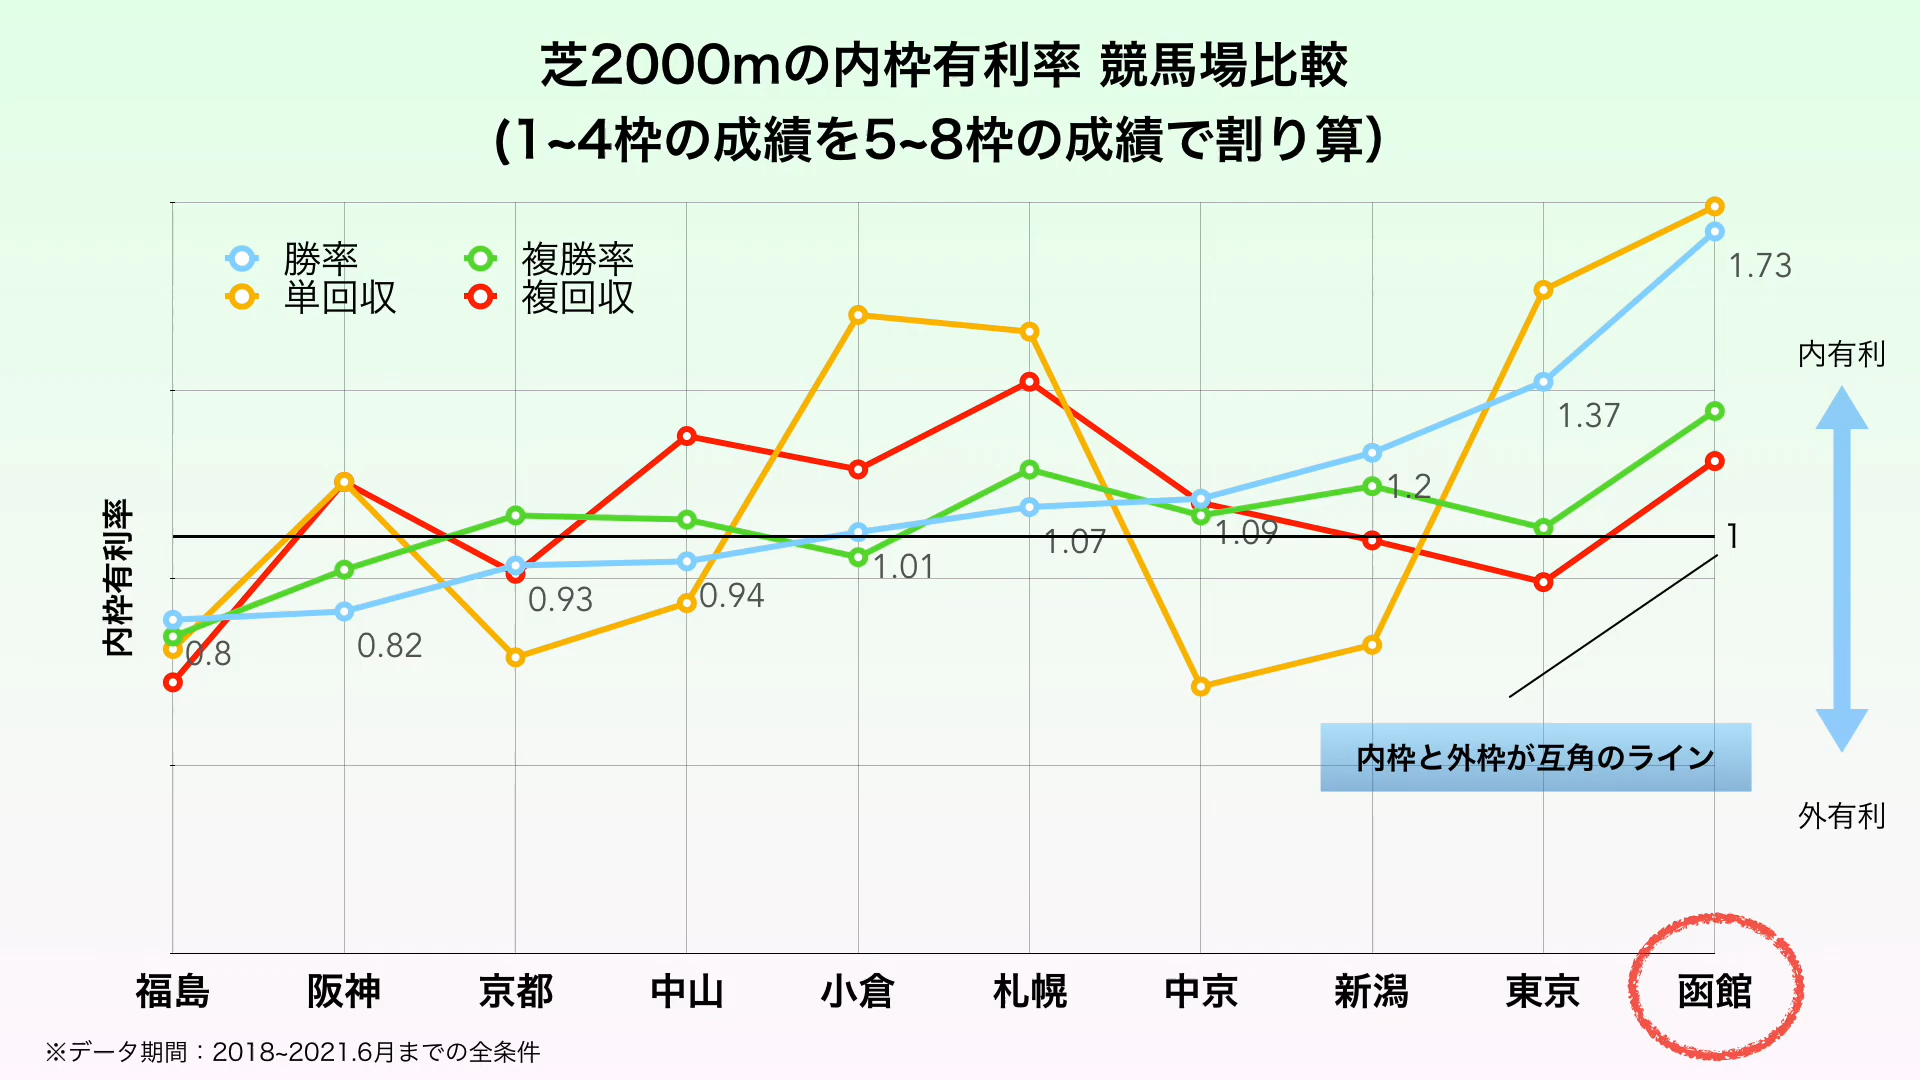 芝2000mの内枠有利率 競馬場比較
(1~4枠の成績を5~8枠の成績で割り算）
勝率
複勝率
単回収
複回収
内枠有利率
0.8
0.82
0.93
0.94
1.01
1.07
1.09
1.2
1.37
1.73
1
内有利
外有利
内枠と外枠が互角のライン
福島 阪神 京都 中山 小倉 札幌 中京 新潟 東京 函館
※データ期間：2018~2021.6月までの全条件